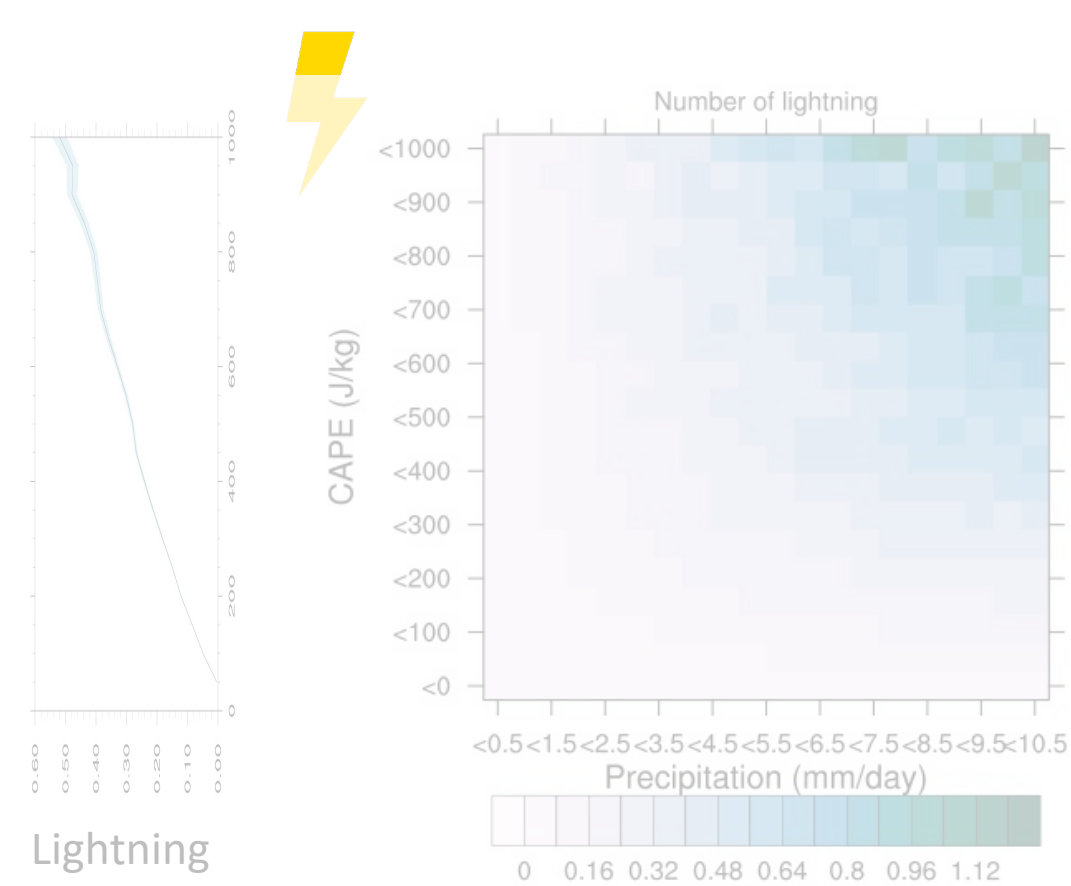 1000
800
600
400
200
0
0.60 0.50 0.40 0.30 0.20 0.10 0.00
Lightning
Number of lightning
CAPE (J/kg)
<1000
<900
<800
<700
<600
<500
<400
<300
<200
<100
<0
<0.5 <1.5 <2.5 <3.5 <4.5 <5.5 <6.5 <7.5 <8.5 <9.5 <10.5
Precipitation (mm/day)
0 0.16 0.32 0.48 0.64 0.8 0.96 1.12